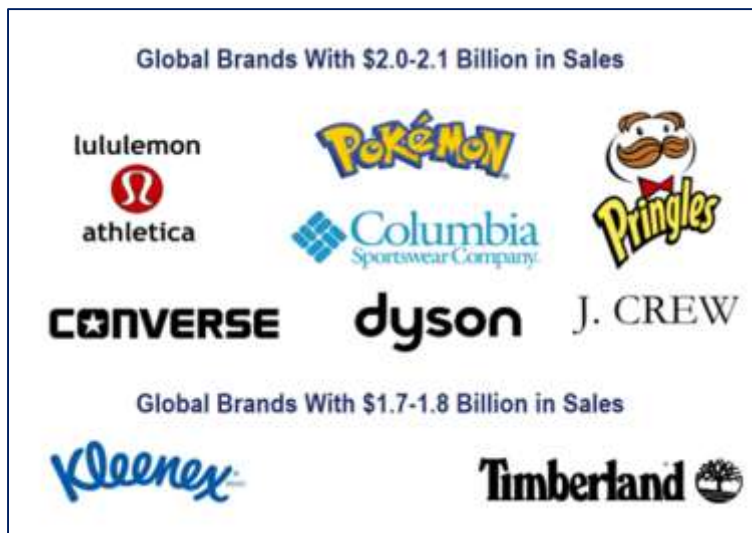 Global Brands With $2.0-2.1 Billion in Sales
lululemon
athletica
POKéMON
Pringles
Columbia
Sportswear Company
CONVERSE
dyson
J. CREW
Global Brands With $1.7-1.8 Billion in Sales
Kleenex
Timberland